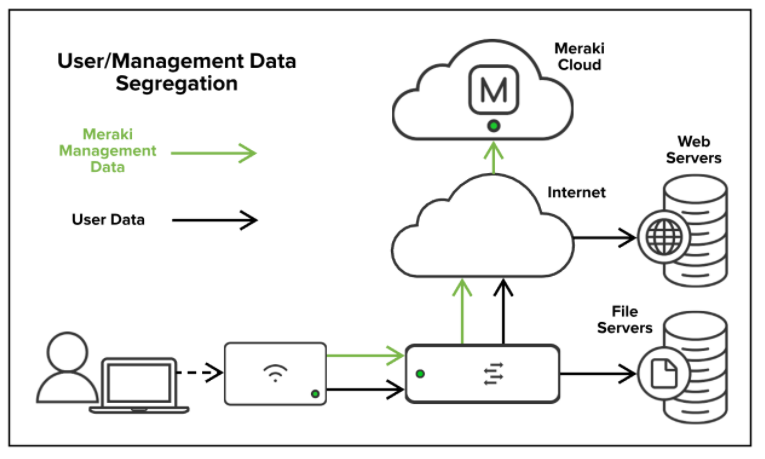 User/Management Data
Segregation
Meraki
Management
Data
User Data
Meraki
Cloud
M
Internet
Web
Servers
File
Servers